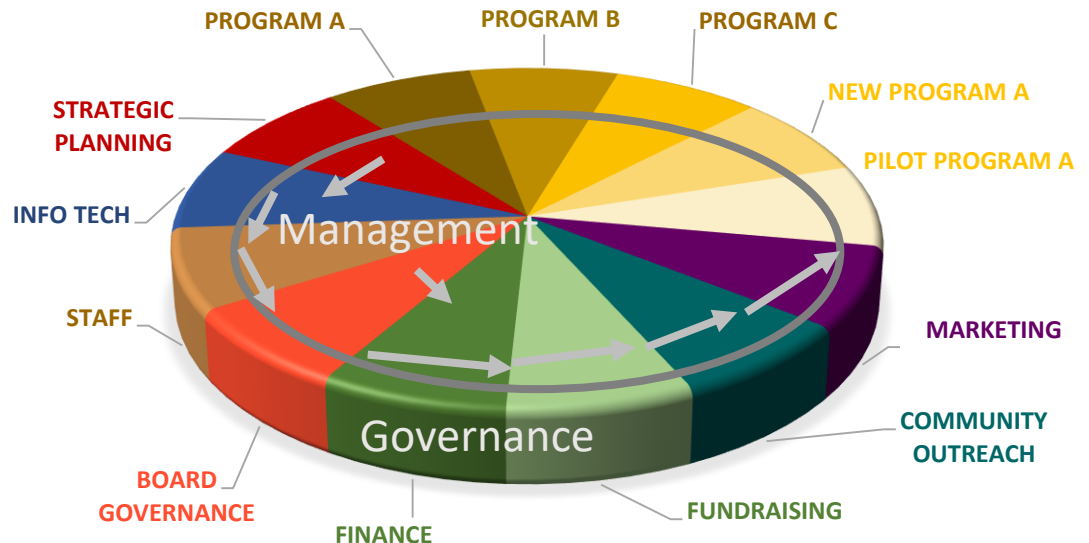 PROGRAM A
PROGRAM B
PROGRAM C
NEW PROGRAM A
STRATEGIC
PLANNING
PILOT PROGRAM A
INFO TECH
Management
STAFF
MARKETING
COMMUNITY
OUTREACH
Governance
BOARD
GOVERNANCE
FUNDRAISING
FINANCE